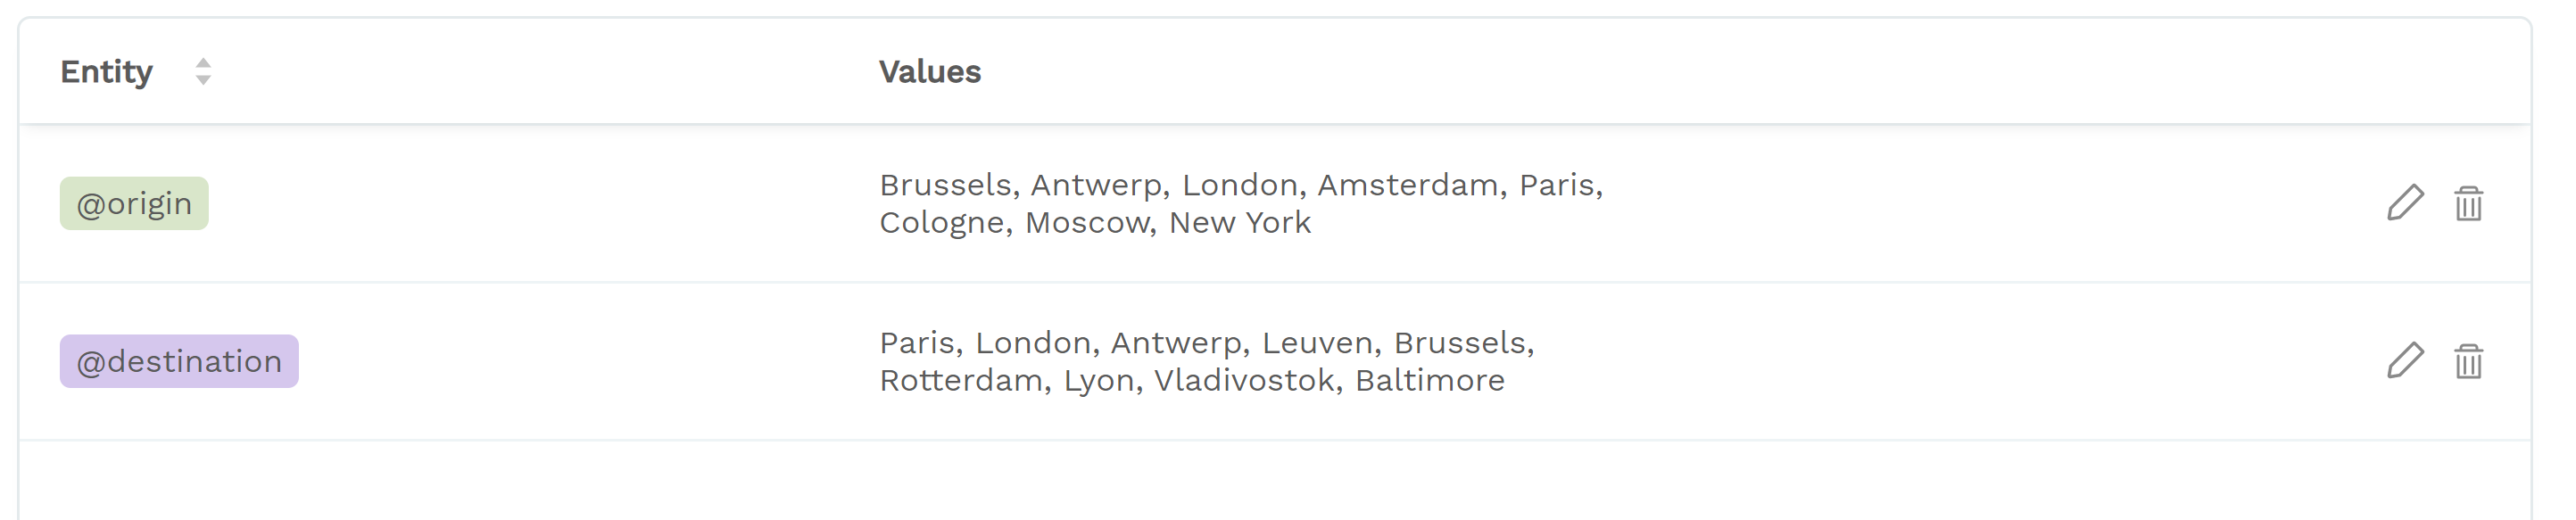 Entity
Values
@origin
Brussels, Antwerp, London, Amsterdam, Paris,
Cologne, Moscow, New York
@destination
Paris, London, Antwerp, Leuven, Brussels,
Rotterdam, Lyon, Vladivostok, Baltimore